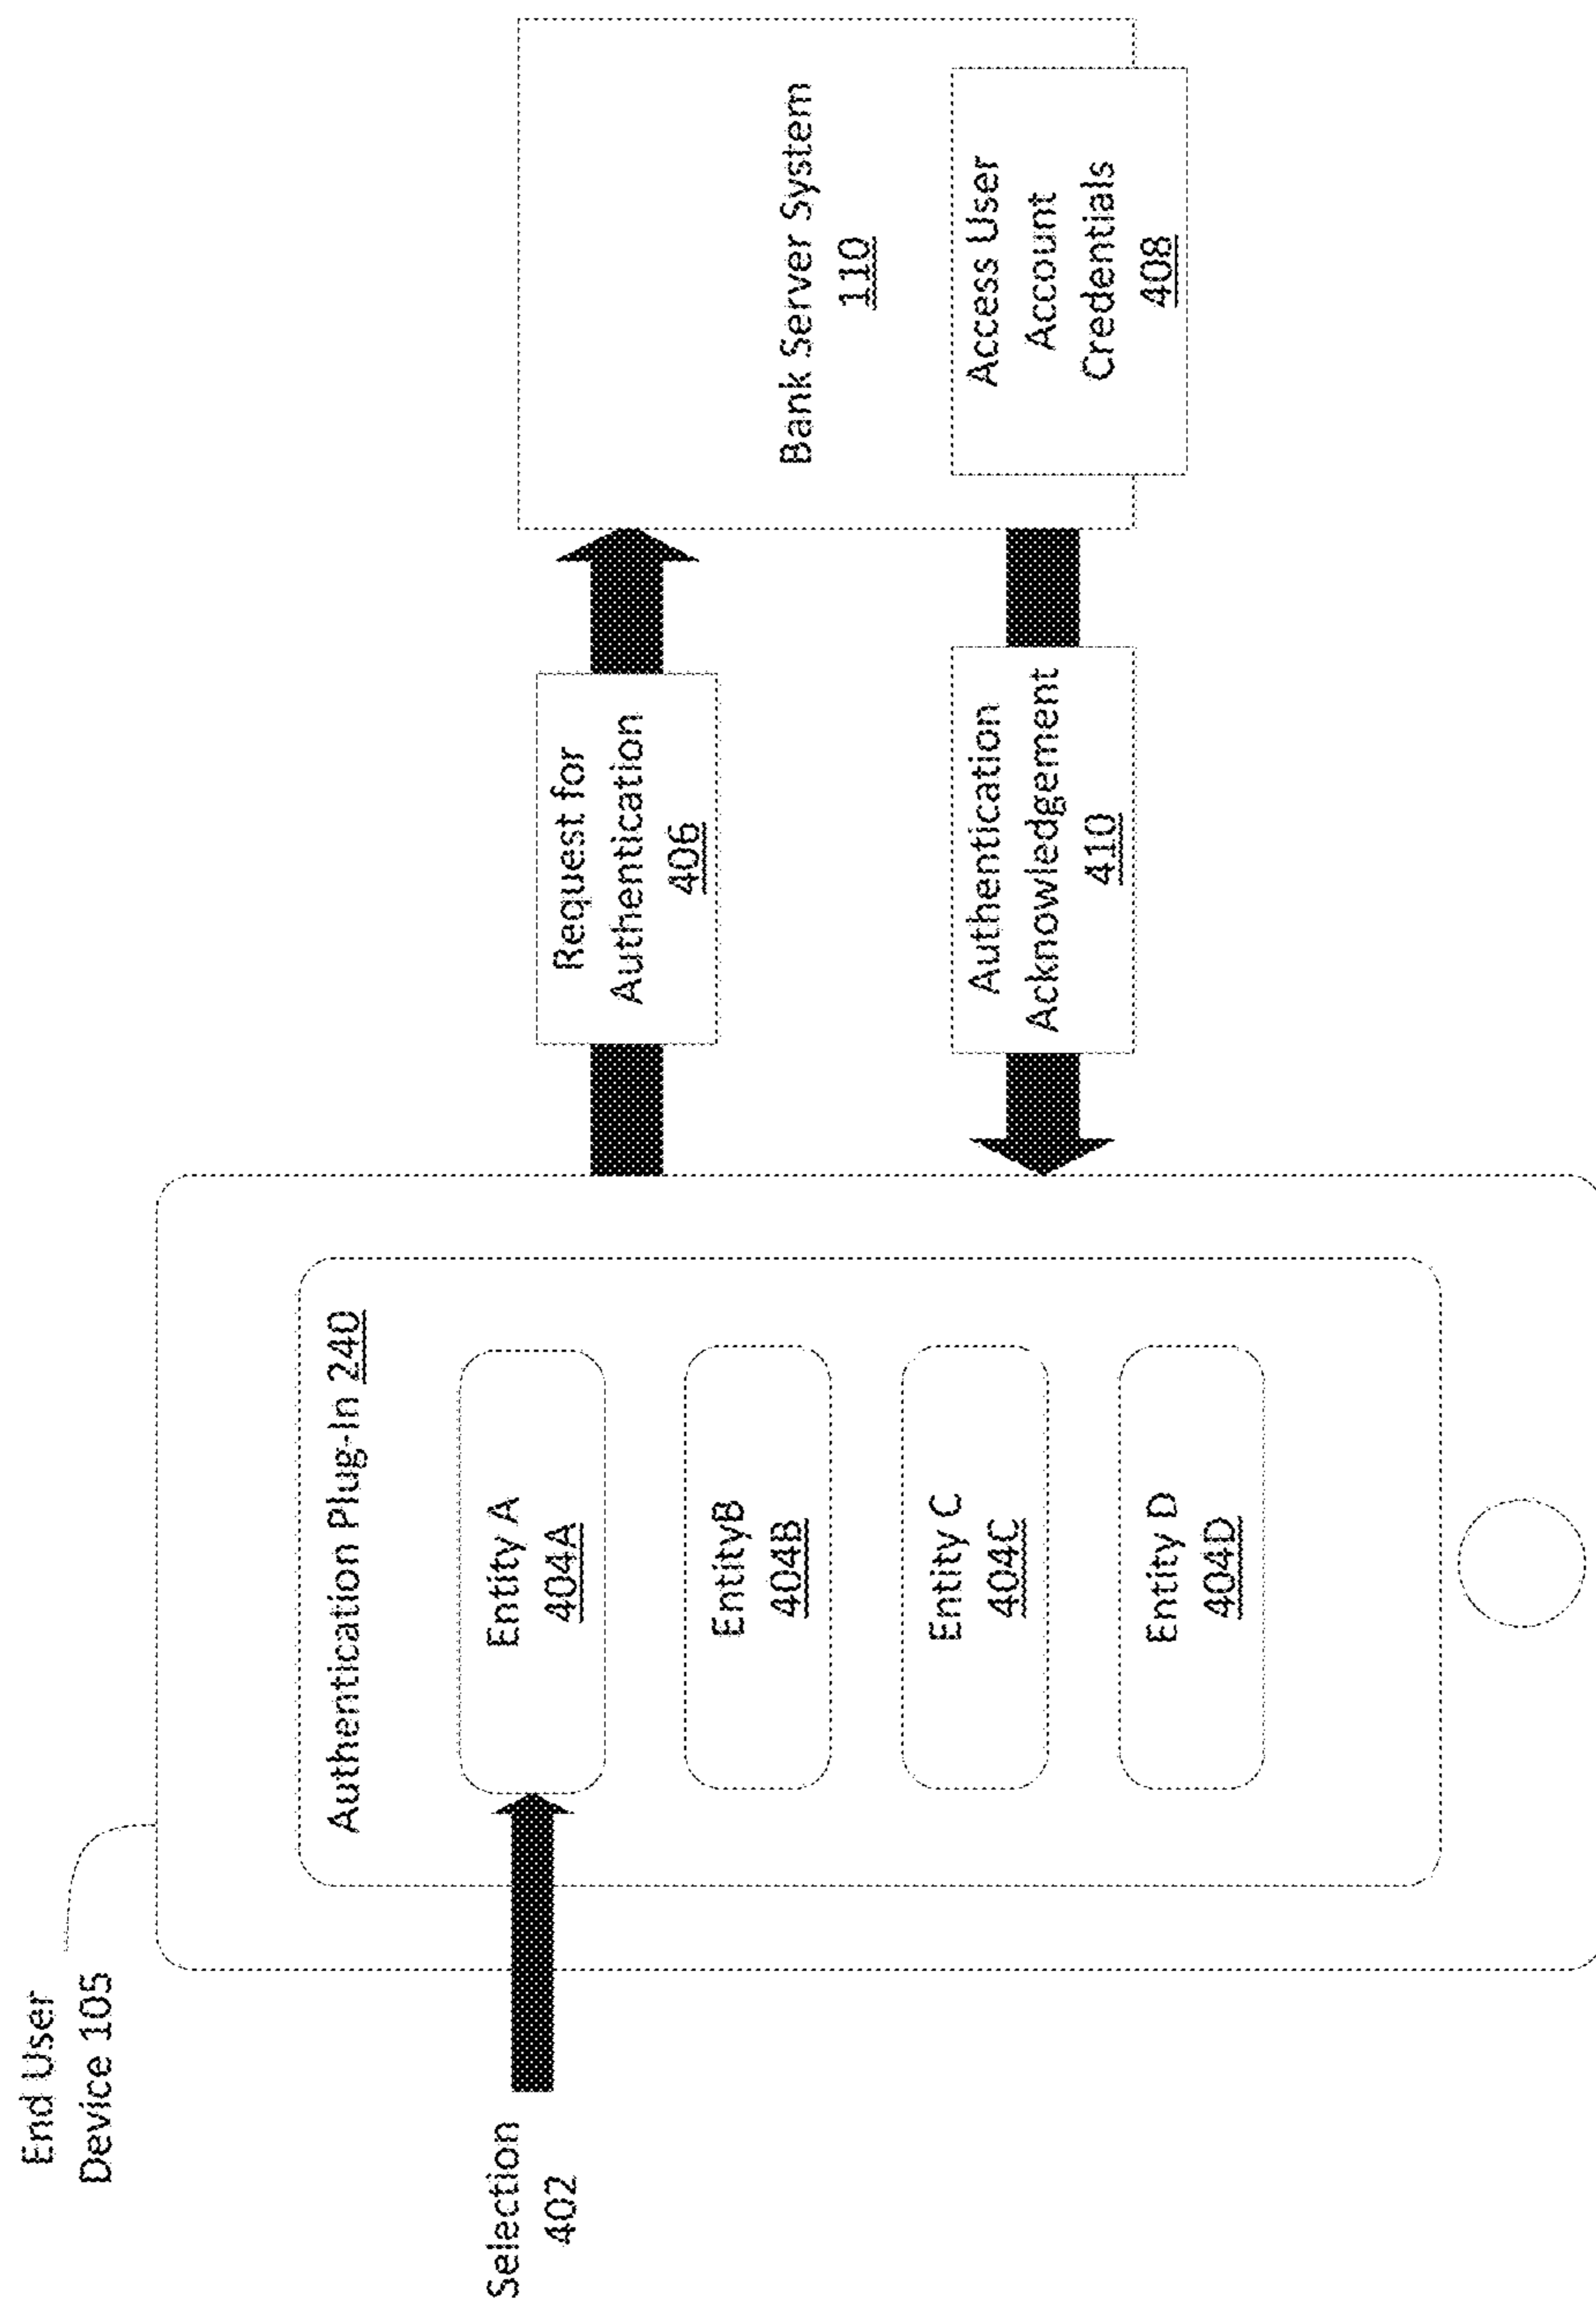 End User
Device 105
Selection
402
Authentication Plug-In 240
Entity A
404A
EntityB
404B
Entity C
404C
Entity D
404D
Request for
Authentication
406
Authentication
Acknowledgement
410
Bank Server System
110
Access User
Account
Credentials
408